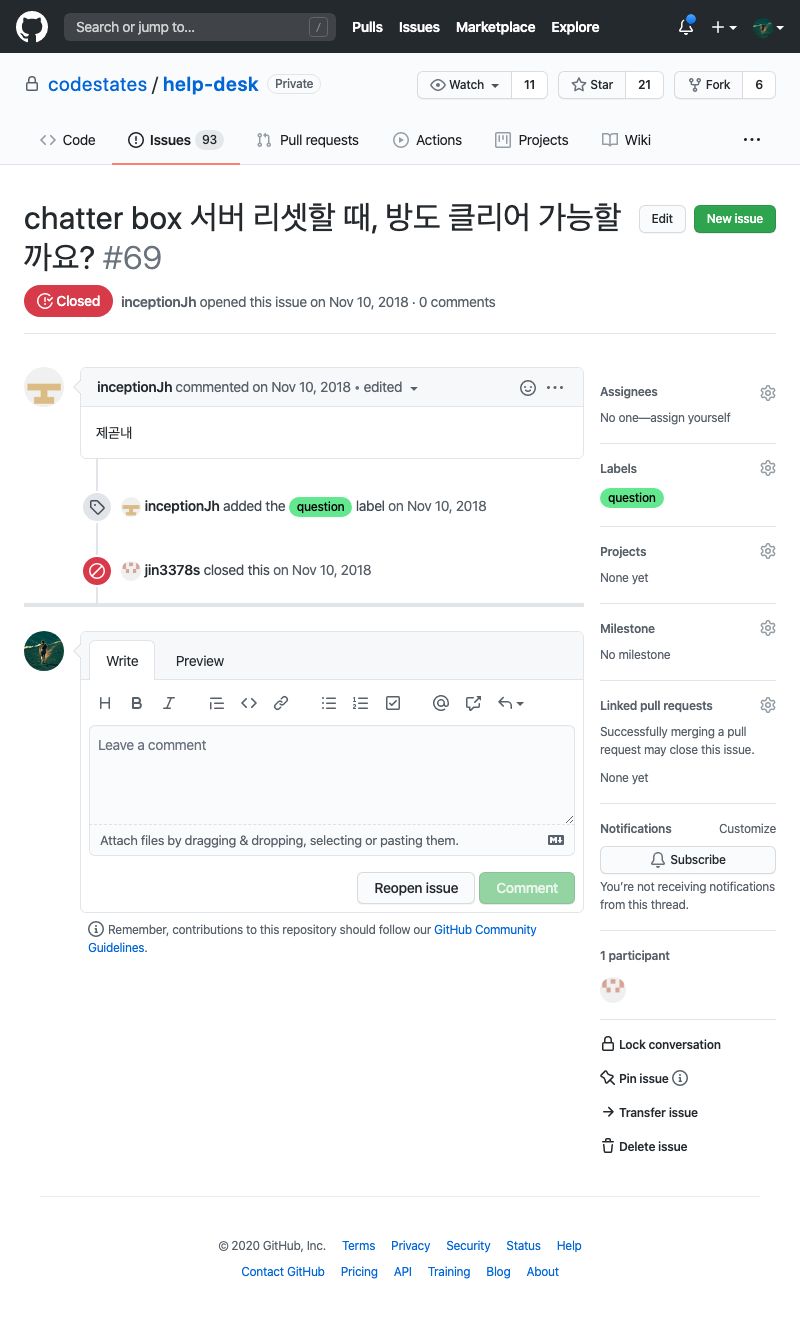 Search or jump to... /
Pulls Issues Marketplace Explore
codestates / help-desk Private
Watch 11 Star 21 Fork 6
Code Issues 93 Pull requests Actions Projects Wiki ...
chatter box 서버 리셋할 때, 방도 클리어 가능할
까요? #69
Edit New issue
Closed inceptionJh opened this issue on Nov 10, 2018 · 0 comments
inceptionJh commented on Nov 10, 2018 • edited
제곧내
inceptionJh added the question label on Nov 10, 2018
jin3378s closed this on Nov 10, 2018
Write Preview
H B I
Leave a comment
Attach files by dragging & dropping, selecting or pasting them.
Reopen issue Comment
Remember, contributions to this repository should follow our GitHub Community
Guidelines.
Assignees
No one—assign yourself
Labels
question
Projects
None yet
Milestone
No milestone
Linked pull requests
Successfully merging a pull
request may close this issue.
None yet
Notifications Customize
Subscribe
You're not receiving notifications
from this thread.
1 participant
Lock conversation
Pin issue
Transfer issue
Delete issue
© 2020 GitHub, Inc. Terms Privacy Security Status Help
Contact GitHub Pricing API Training Blog About